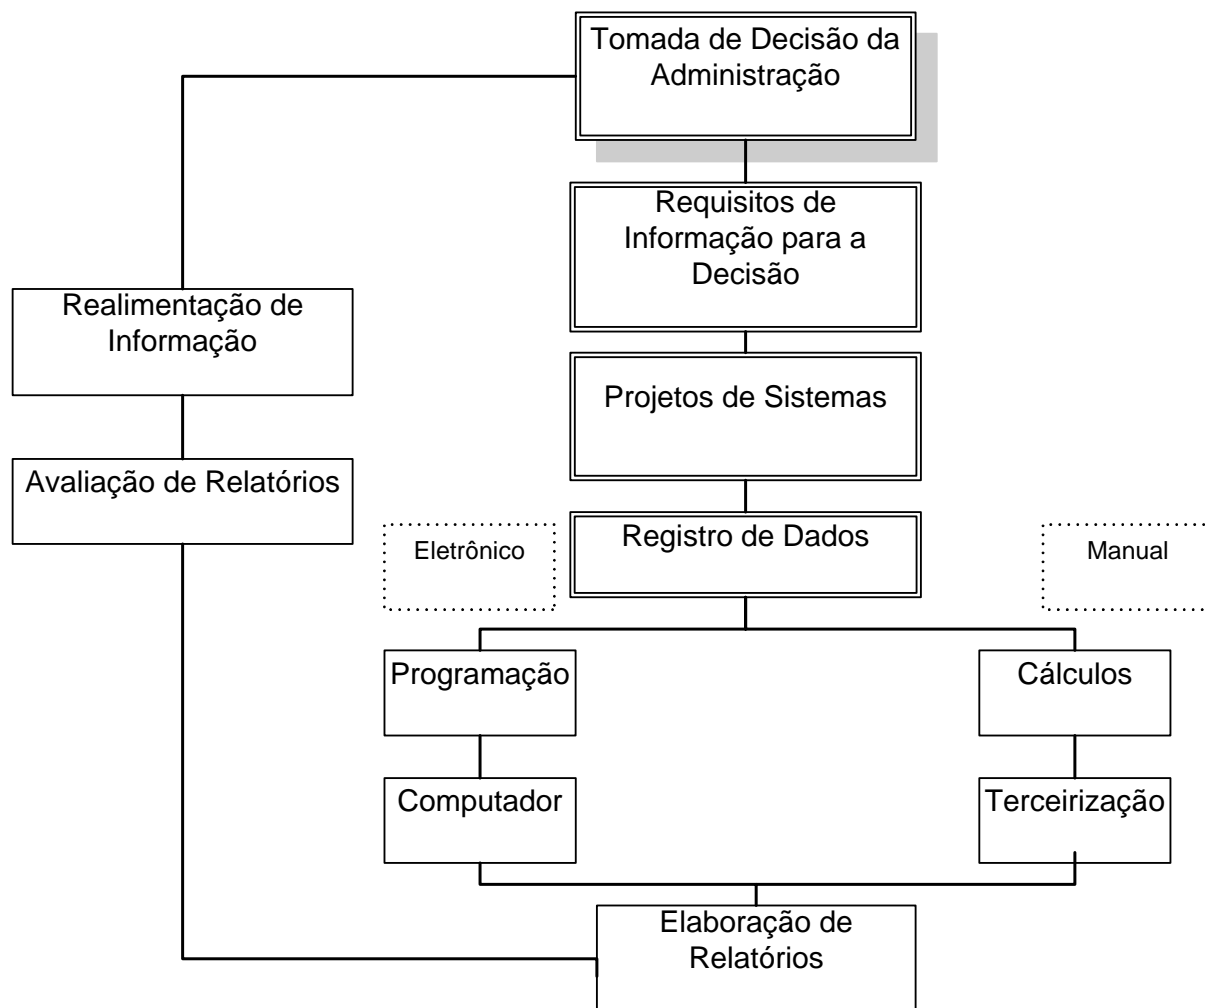 Tomada de Decisão da
Administração
Requisitos de
Informação para a
Decisão
Realimentação de
Informação
Projetos de Sistemas
Avaliação de Relatórios
Eletrônico
Registro de Dados
Manual
Programação
Cálculos
Computador
Terceirização
Elaboração de
Relatórios